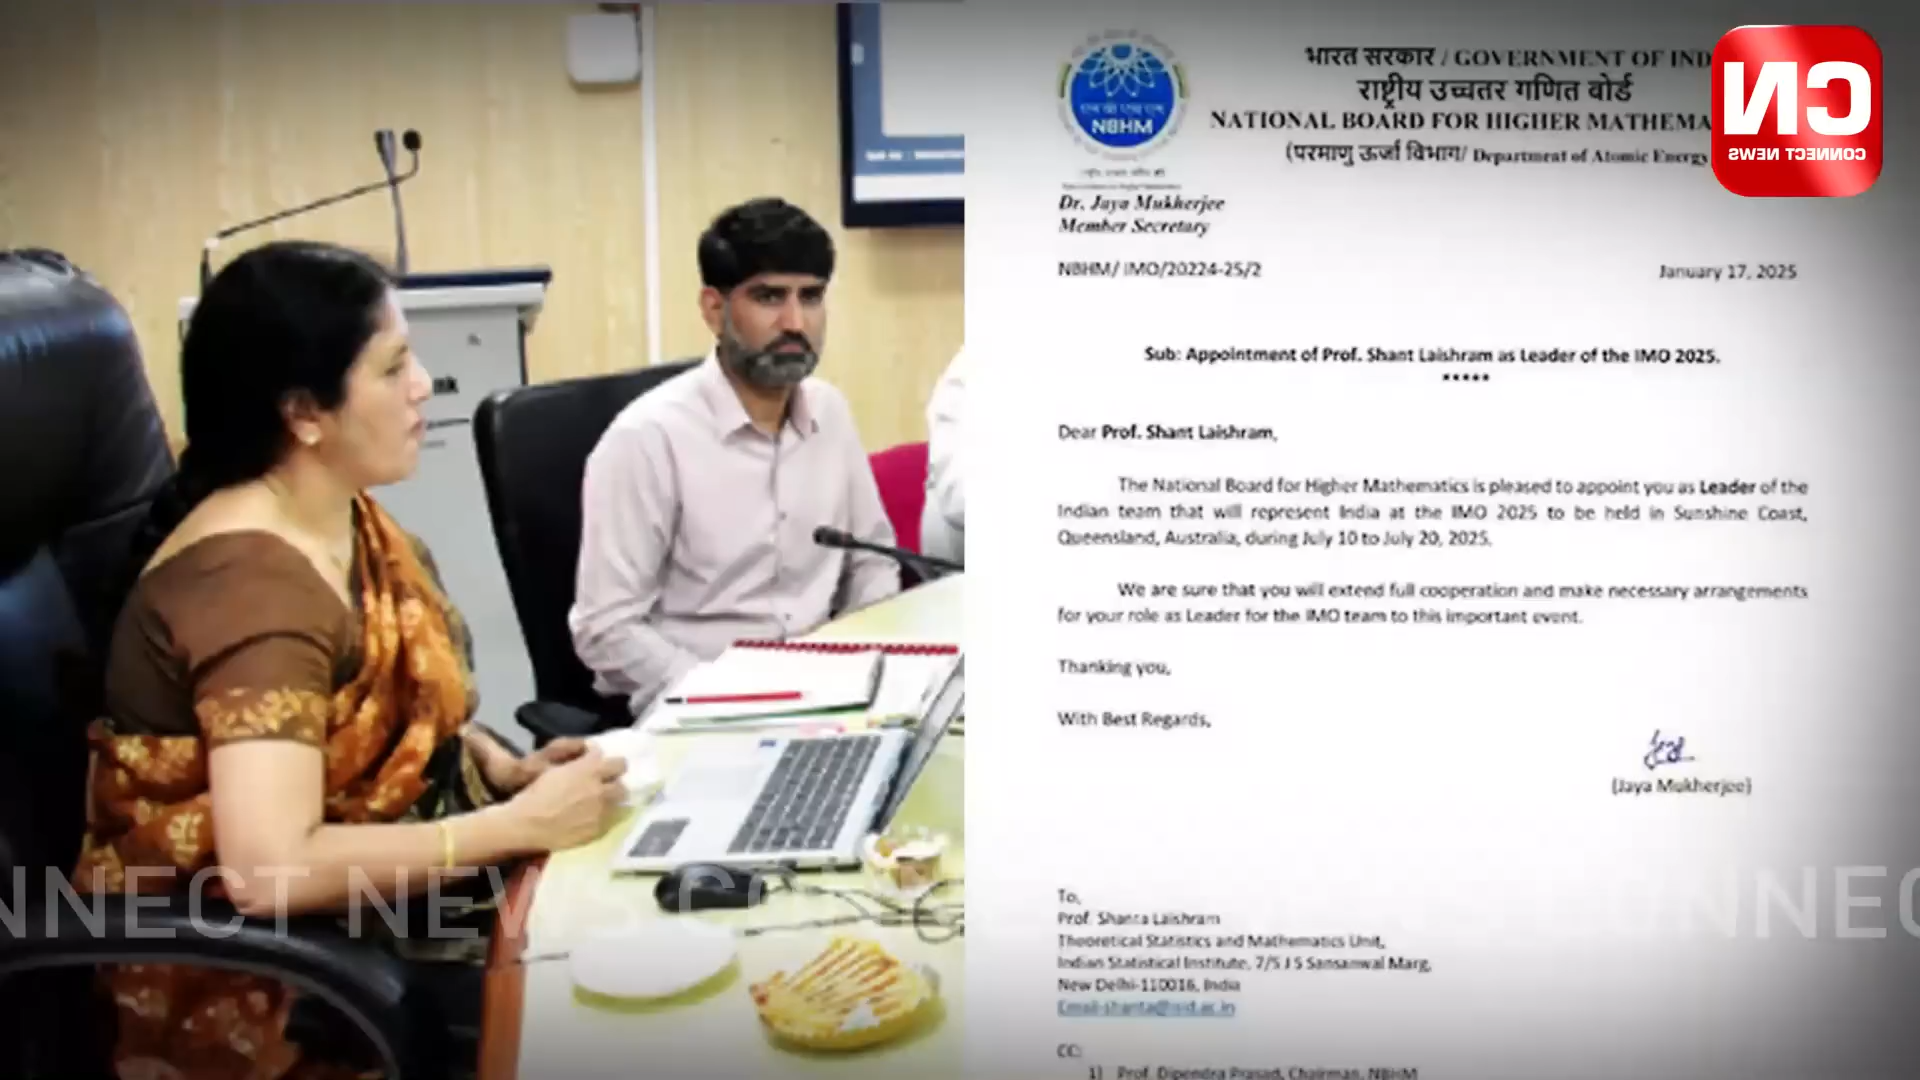 भारत सरकार / GOVERNMENT OF IND
राष्ट्रीय उच्चतर गणित बोर्ड
NATIONAL BOARD FOR HIGHER MATHEMA
(परमाणु ऊर्जा विभाग/ Department of Atomic Energy
NBHM
CN
CONNECT NEWS
Dr. Jaya Mukherjee
Member Secretary
NBHM/ IMO/20224-25/2
January 17, 2025
Sub: Appointment of Prof. Shant Laishram as Leader of the IMO 2025.
*****
Dear Prof. Shant Laishram,
The National Board for Higher Mathematics is pleased to appoint you as Leader of the
Indian team that will represent India at the IMO 2025 to be held in Sunshine Coast,
Queensland, Australia, during July 10 to July 20, 2025.
We are sure that you will extend full cooperation and make necessary arrangements
for your role as Leader for the IMO team to this important event.
Thanking you,
With Best Regards,
(Jaya Mukherjee)
To,
Prof. Shanta Laishram
Theoretical Statistics and Mathematics Unit,
Indian Statistical Institute, 7/S J S Sansanwal Marg,
New Delhi-110016, India
Email-shanta@isid.ac.in
CC:
1) Prof. Dipendra Prasad, Chairman, NBHM
NNECT NEWS CON
NNEC